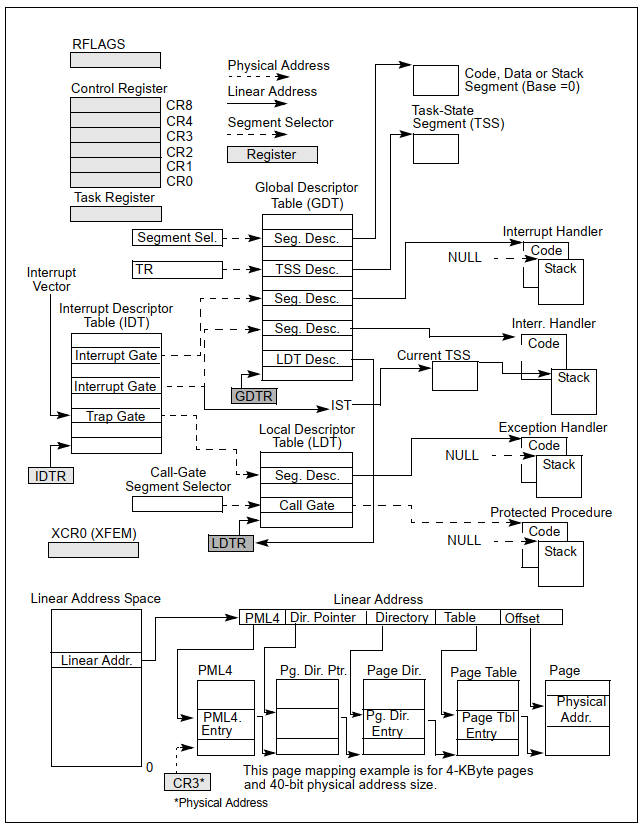 RFLAGS
Physical Address
Linear Address
Segment Selector
Register
Control Register
CR8
CR4
CR3
CR2
CR1
CR0
Task Register
Code, Data or Stack
Segment (Base =0)
Task-State
Segment (TSS)
Global Descriptor
Table (GDT)
Segment Sel.
Seg. Desc.
TR
TSS Desc.
Seg. Desc.
Seg. Desc.
LDT Desc.
GDTR
Interrupt Handler
NULL
Code
Stack
Interrupt
Vector
Interrupt Descriptor
Table (IDT)
Interrupt Gate
Interrupt Gate
Trap Gate
IDTR
Interr. Handler
Code
Current TSS
Stack
IST
Local Descriptor
Table (LDT)
Seg. Desc.
Call Gate
LDTR
Call-Gate
Segment Selector
Exception Handler
Code
NULL
Stack
Protected Procedure
Code
NULL
Stack
XCR0 (XFEM)
Linear Address Space
Linear Addr.
0
Linear Address
PML4
Dir. Pointer
Directory
Table
Offset
PML4
Pg. Dir. Ptr.
Page Dir.
Page Table
Page
PML4.
Entry
Pg. Dir.
Entry
Page Tbl
Entry
Physical
Addr.
CR3*
*Physical Address
This page mapping example is for 4-KByte pages
and 40-bit physical address size.